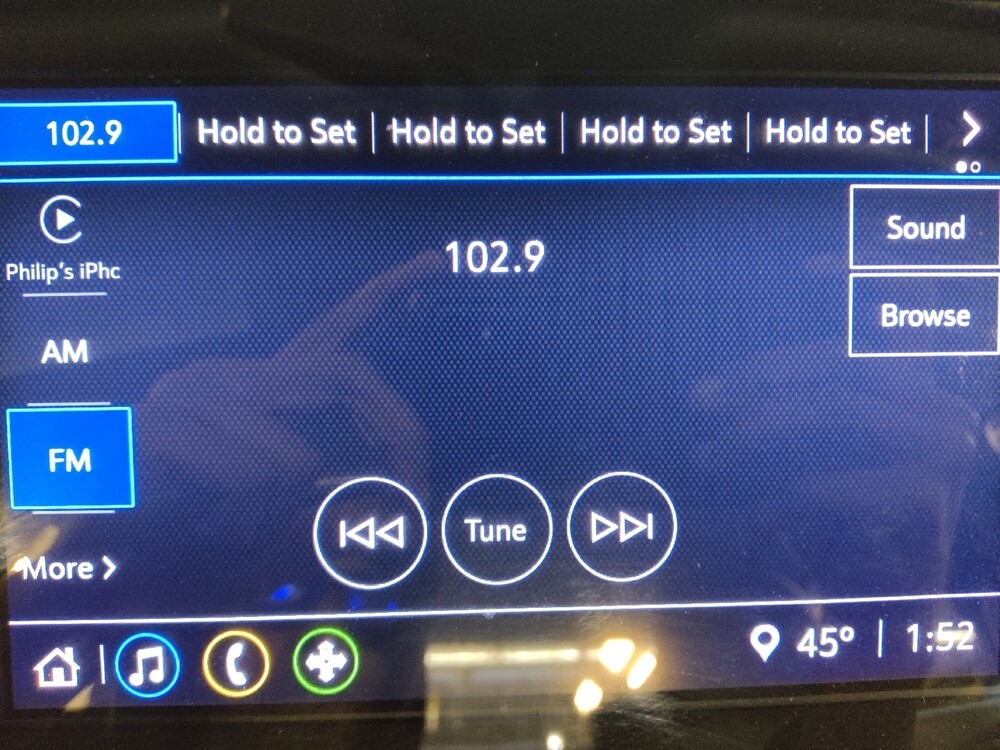 102.9 | Hold to Set | Hold to Set | Hold to Set | Hold to Set |
Philip's iPhc
102.9
Sound
Browse
AM
FM
Tune
More
45° | 1:52